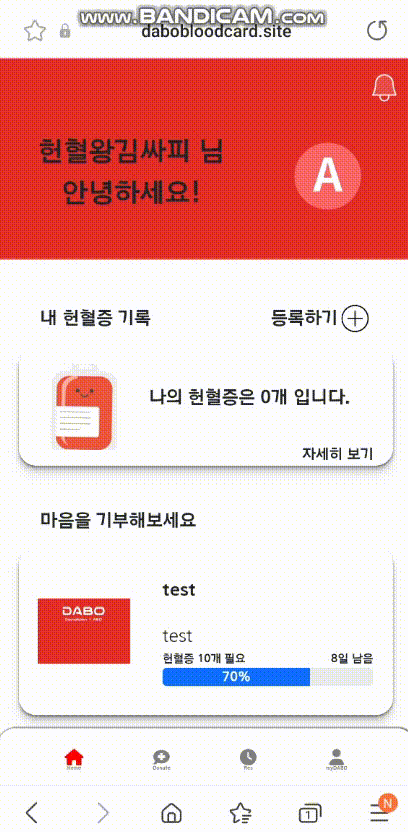 www.BANDICAM.com
dabobloodcard.site
헌혈왕김싸피 님
안녕하세요!
A
내 헌혈증 기록
등록하기
나의 헌혈증은 0개 입니다.
자세히 보기
마음을 기부해보세요
DABO
test
test
헌혈증 10개 필요
8일 남음
70%
Home
Donate
Rec
myDABO
1
N